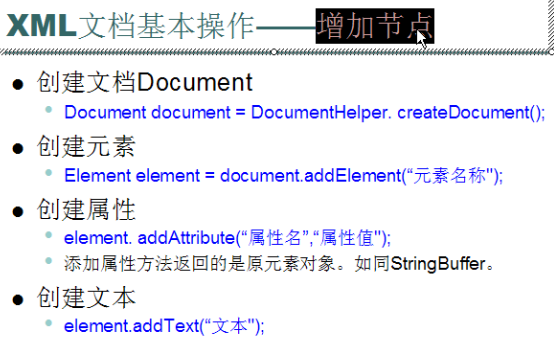 XML文档基本操作——增加节点
创建文档Document
Document document = DocumentHelper. createDocument();
创建元素
Element element = document.addElement(“元素名称");
创建属性
element. addAttribute(“属性名”,“属性值");
添加属性方法返回的是原元素对象。如同StringBuffer。
创建文本
element.addText(“文本");